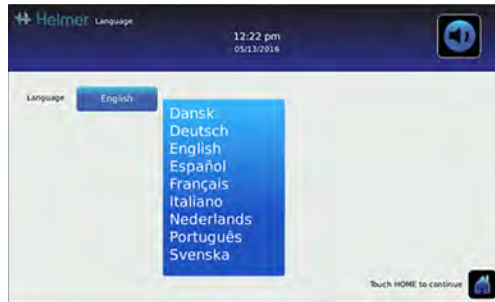 Helmer Language
12:22 pm
05/13/2016
Language English
Dansk
Deutsch
English
Español
Français
Italiano
Nederlands
Português
Svenska
Touch HOME to continue